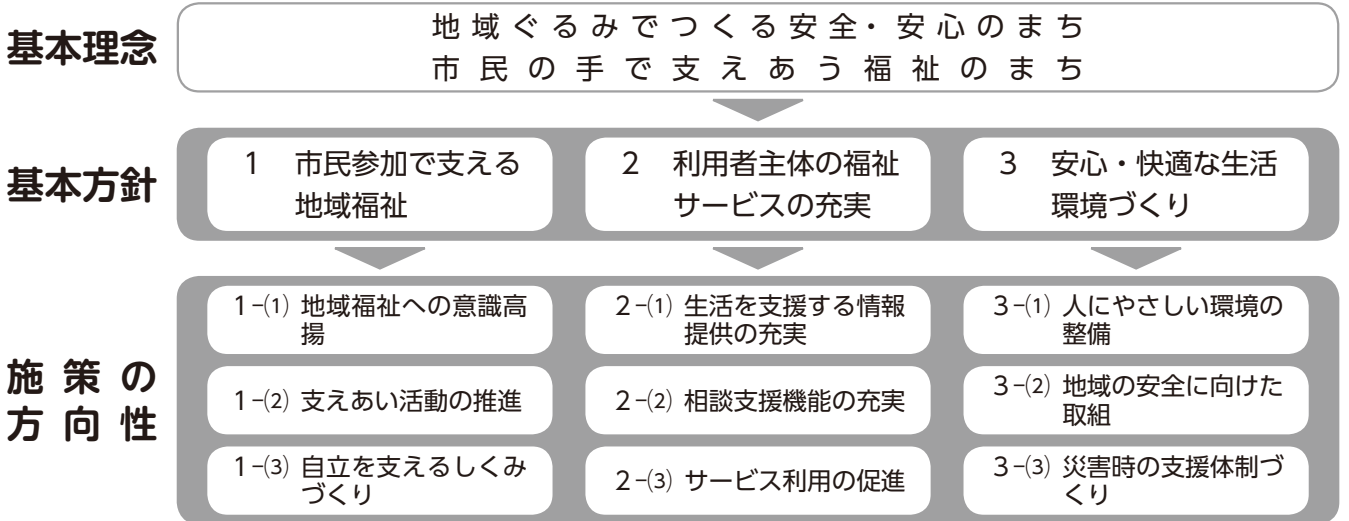 基本理念
地域ぐるみでつくる安全・安心のまち
市民の手で支えあう福祉のまち
基本方針
1 市民参加で支える
地域福祉
2 利用者主体の福祉
サービスの充実
3 安心・快適な生活
環境づくり
施策の
方向性
1-⑴ 地域福祉への意識高
揚
2-⑴ 生活を支援する情報
提供の充実
3-⑴ 人にやさしい環境の
整備
1-⑵ 支えあい活動の推進
2-⑵ 相談支援機能の充実
3-⑵ 地域の安全に向けた
取組
1-⑶ 自立を支えるしくみ
づくり
2-⑶ サービス利用の促進
3-⑶ 災害時の支援体制づ
くり